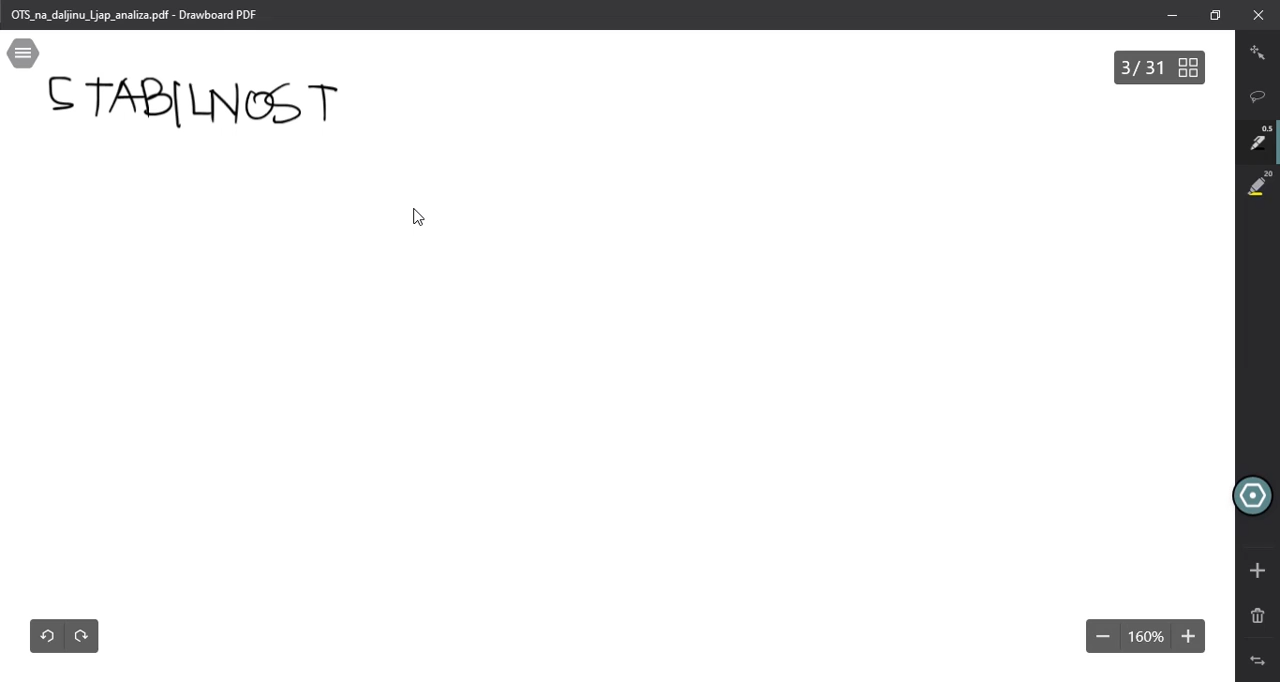 OTS_na_daljinu_Ljap_analiza.pdf - Drawboard PDF
3 / 31
STABILNOST
0.5
20
160%